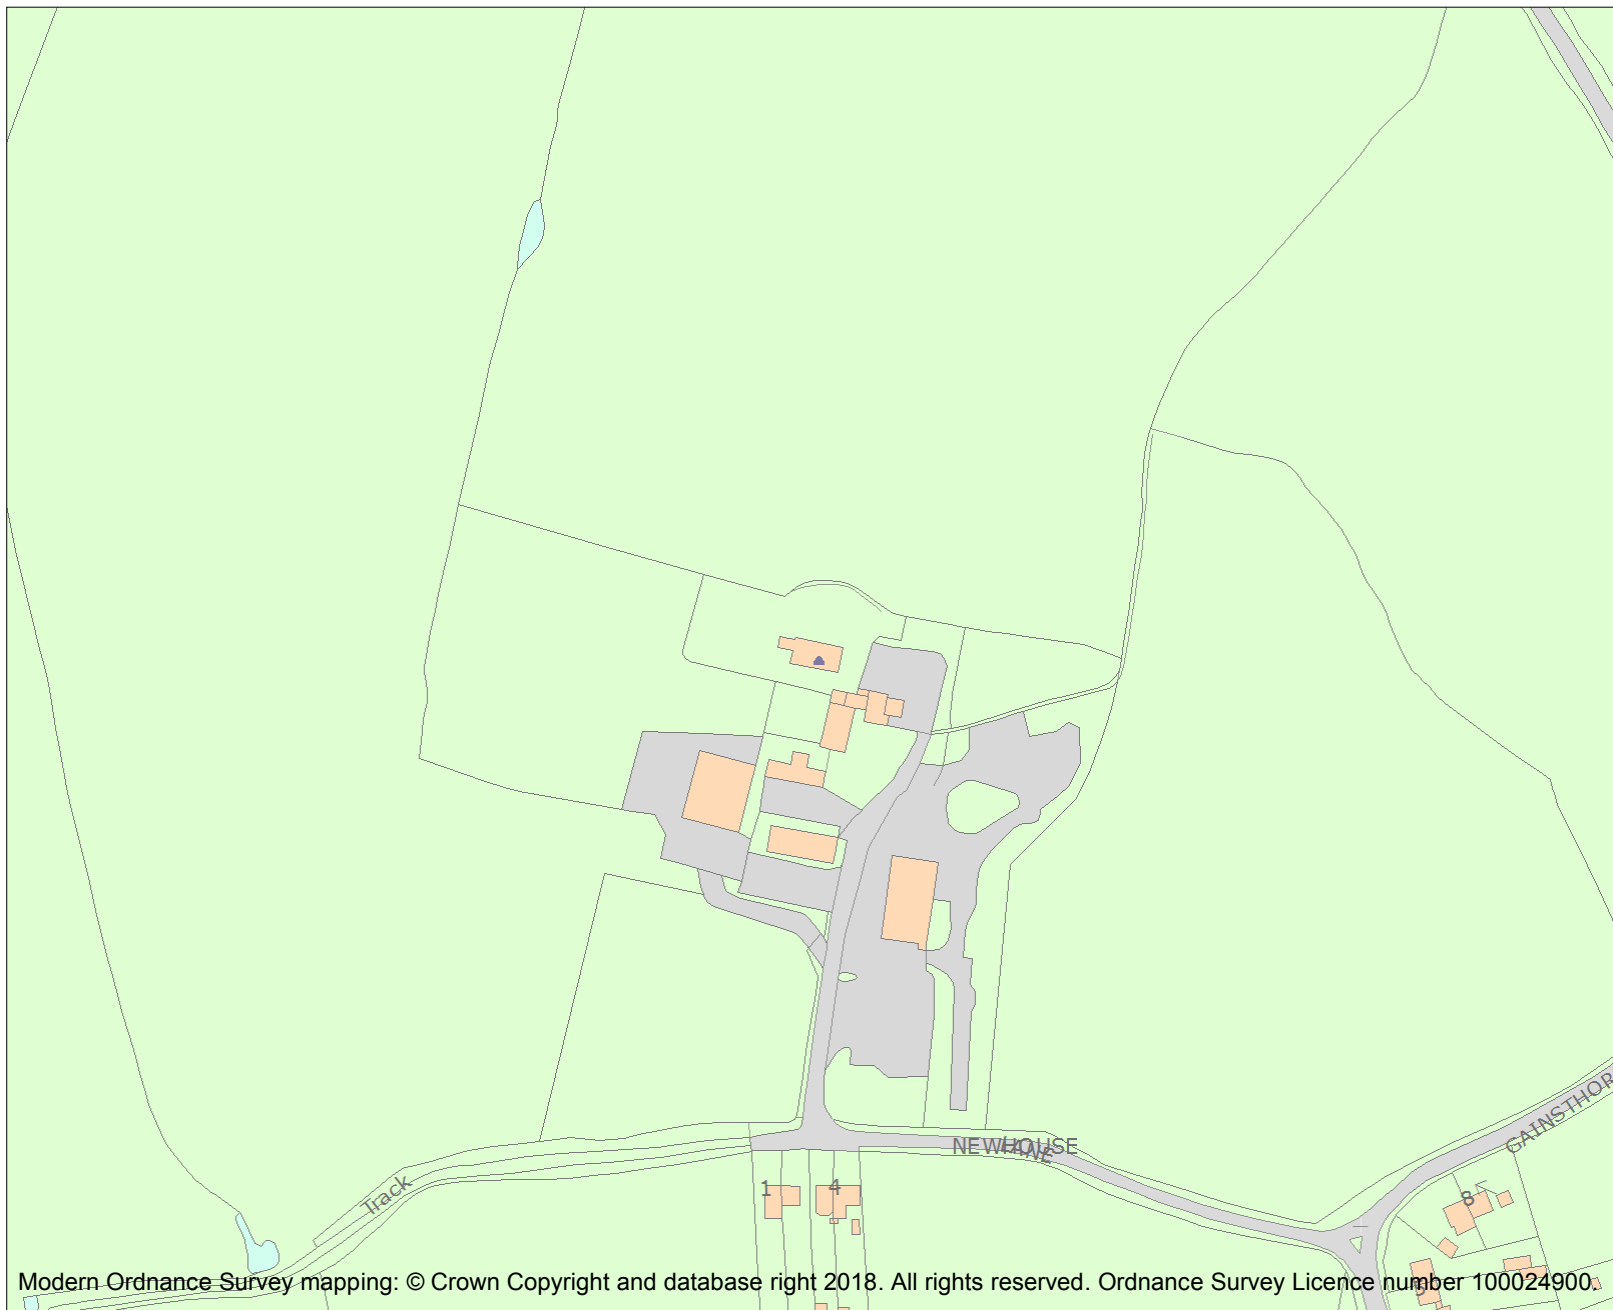 GAINSTHOR
NEWHOUSE
LANE
Track
1
4
8
5
Modern Ordnance Survey mapping: © Crown Copyright and database right 2018. All rights reserved. Ordnance Survey Licence number 100024900.